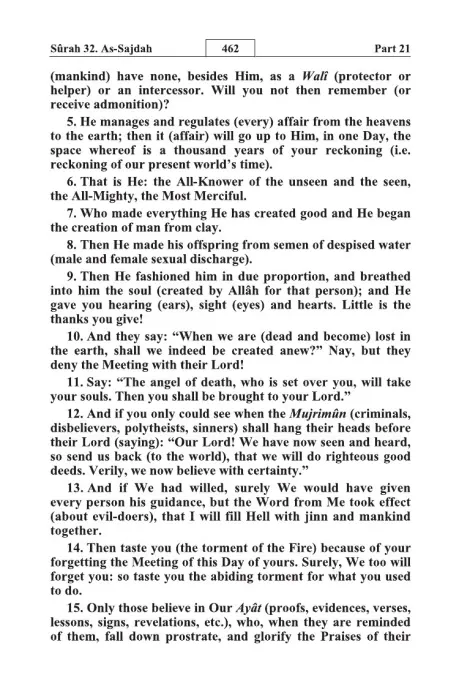 Sûrah 32. As-Sajdah 462 Part 21
(mankind) have none, besides Him, as a Walî (protector or
helper) or an intercessor. Will you not then remember (or
receive admonition)?
5. He manages and regulates (every) affair from the heavens
to the earth; then it (affair) will go up to Him, in one Day, the
space whereof is a thousand years of your reckoning (i.e.
reckoning of our present world’s time).
6. That is He: the All-Knower of the unseen and the seen,
the All-Mighty, the Most Merciful.
7. Who made everything He has created good and He began
the creation of man from clay.
8. Then He made his offspring from semen of despised water
(male and female sexual discharge).
9. Then He fashioned him in due proportion, and breathed
into him the soul (created by Allâh for that person); and He
gave you hearing (ears), sight (eyes) and hearts. Little is the
thanks you give!
10. And they say: “When we are (dead and become) lost in
the earth, shall we indeed be created anew?” Nay, but they
deny the Meeting with their Lord!
11. Say: “The angel of death, who is set over you, will take
your souls. Then you shall be brought to your Lord.”
12. And if you only could see when the Mujrimûn (criminals,
disbelievers, polytheists, sinners) shall hang their heads before
their Lord (saying): “Our Lord! We have now seen and heard,
so send us back (to the world), that we will do righteous good
deeds. Verily, we now believe with certainty.”
13. And if We had willed, surely We would have given
every person his guidance, but the Word from Me took effect
(about evil-doers), that I will fill Hell with jinn and mankind
together.
14. Then taste you (the torment of the Fire) because of your
forgetting the Meeting of this Day of yours. Surely, We too will
forget you: so taste you the abiding torment for what you used
to do.
15. Only those believe in Our Ayât (proofs, evidences, verses,
lessons, signs, revelations, etc.), who, when they are reminded
of them, fall down prostrate, and glorify the Praises of their